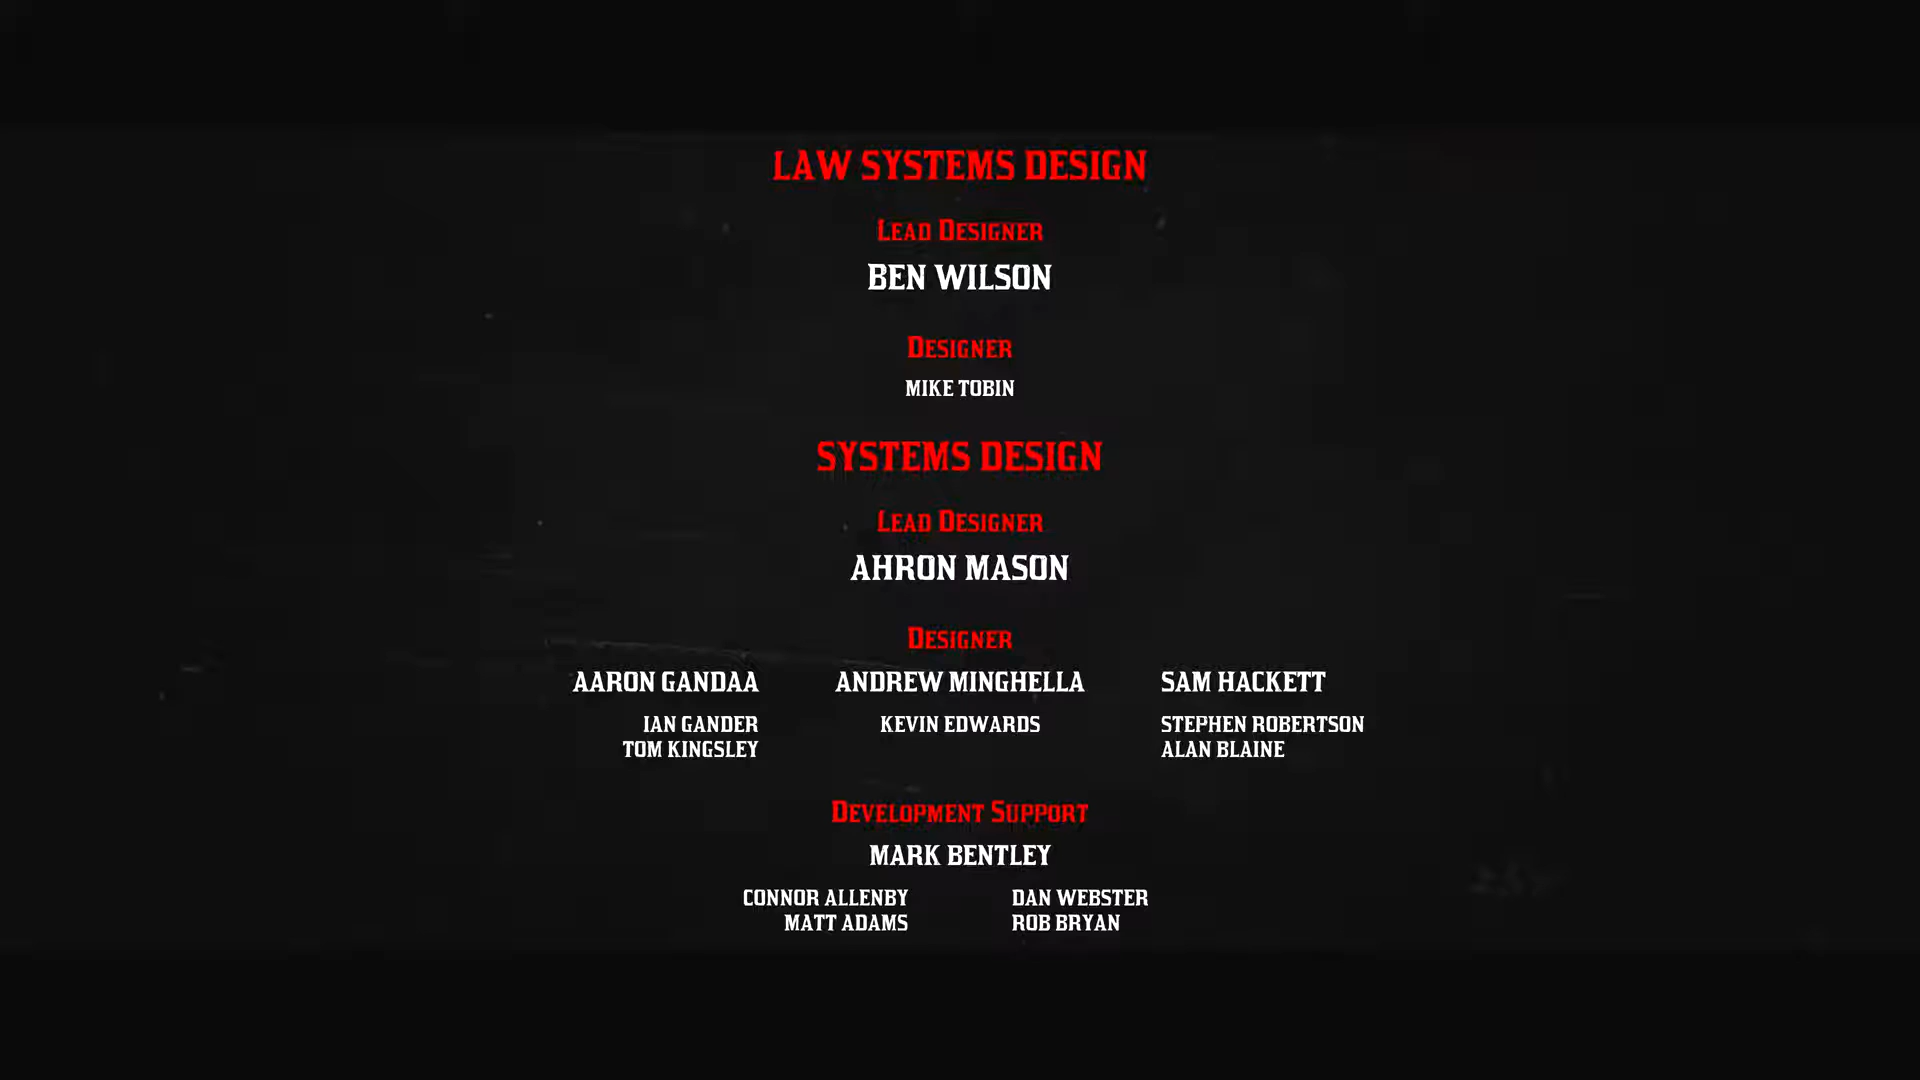 LAW SYSTEMS DESIGN
LEAD DESIGNER
BEN WILSON
DESIGNER
MIKE TOBIN
SYSTEMS DESIGN
LEAD DESIGNER
AHRON MASON
DESIGNER
AARON GANDAA ANDREW MINGHELLA SAM HACKETT
IAN GANDER KEVIN EDWARDS STEPHEN ROBERTSON
TOM KINGSLEY ALAN BLAINE
DEVELOPMENT SUPPORT
MARK BENTLEY
CONNOR ALLENBY DAN WEBSTER
MATT ADAMS ROB BRYAN